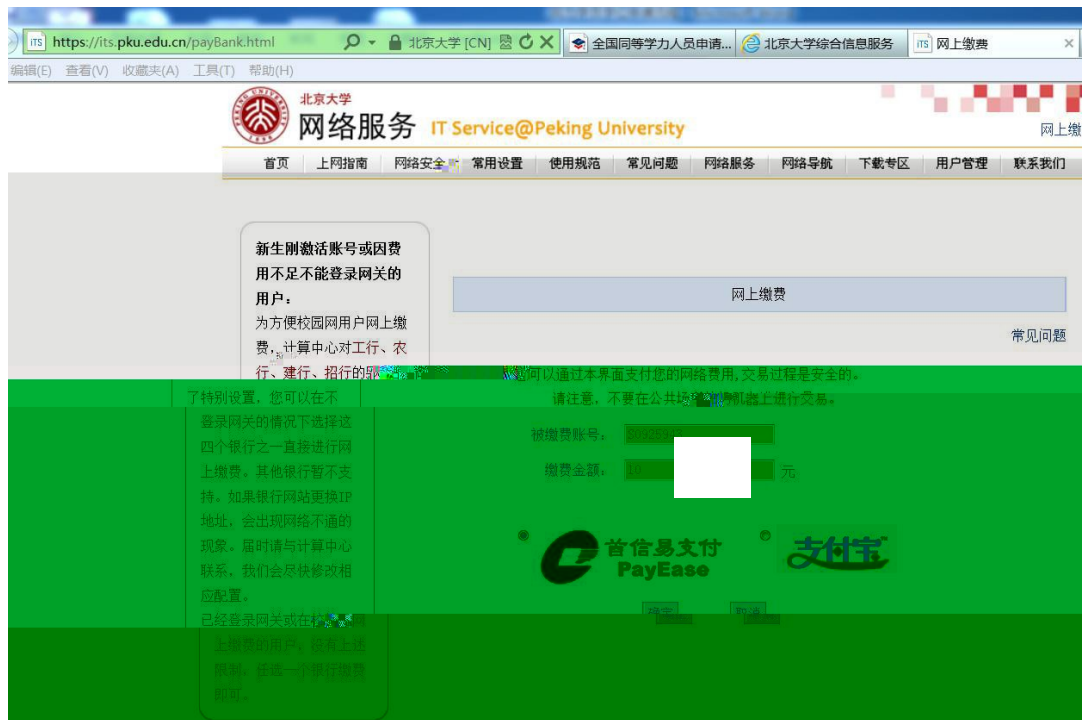 https://its.pku.edu.cn/payBank.html
北京大学 [CN]
全国同等学力人员申请...
北京大学综合信息服务
网上缴费
编辑(E) 查看(V) 收藏夹(A) 工具(T) 帮助(H)
北京大学
网络服务 IT Service@Peking University
网上缴
首页 上网指南 网络安全 常用设置 使用规范 常见问题 网络服务 网络导航 下载专区 用户管理 联系我们
新生刚激活账号或因费
用不足不能登录网关的
用户:
为方便校园网用户网上缴
费, 计算中心对工行、农
行、建行、招行的
了特别设置, 您可以在不
登录网关的情况下选择这
四个银行之一直接进行网
上缴费。其他银行暂不支
持。如果银行网站更换IP
地址, 会出现网络不通的
现象。届时请与计算中心
联系, 我们会尽快修改相
应配置。
已经登录网关或在
上缴费的用户, 没有上述
限制, 任选一个银行缴费
即可。
网上缴费
常见问题
可以通过本界面支付您的网络费用,交易过程是安全的。
请注意, 不要在公共场 机器上进行交易。
被缴费账号:
缴费金额: 10 元
首信易支付
PayEase
支付宝
确定 取消